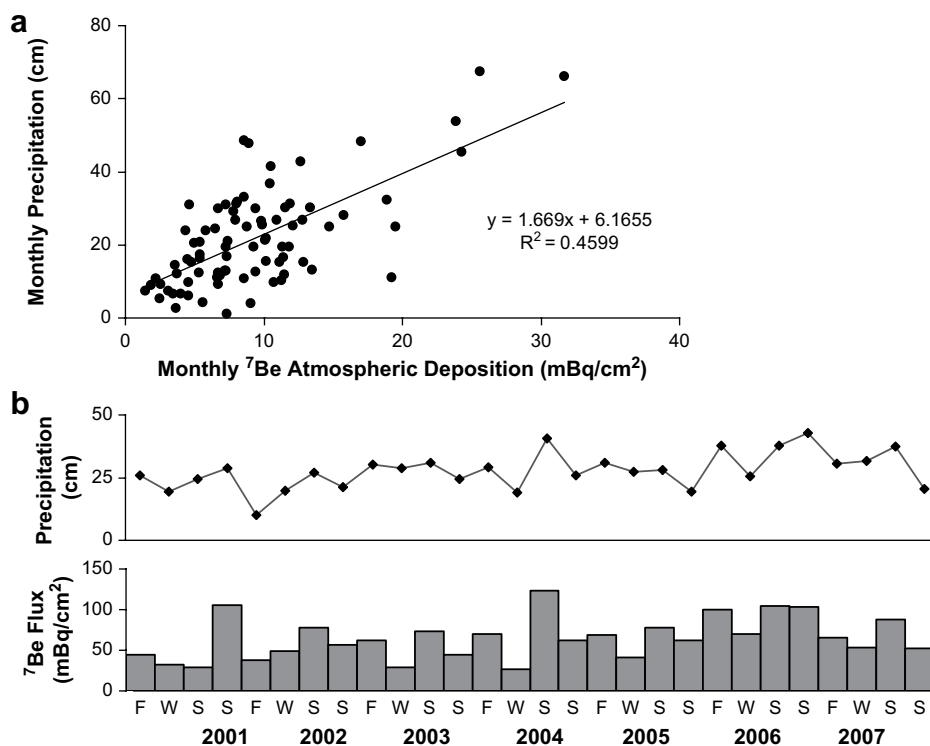 a
80
60
40
20
0
Monthly Precipitation (cm)
y = 1.669x + 6.1655
R² = 0.4599
0 10 20 30 40
Monthly ⁷Be Atmospheric Deposition (mBq/cm²)
b
50
25
0
Precipitation
(cm)
150
100
50
0
⁷Be Flux
(mBq/cm²)
F W S S F W S S F W S S F W S S F W S S F W S S F W S S
2001 2002 2003 2004 2005 2006 2007